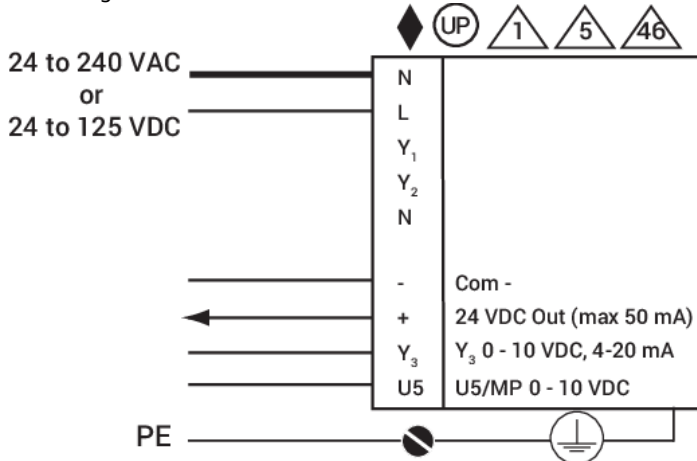 UP 1 5 46
24 to 240 VAC
or
24 to 125 VDC
N
L
Y₁
Y₂
N
- Com -
+ 24 VDC Out (max 50 mA)
Y₃ Y₃ 0 - 10 VDC, 4-20 mA
U5 U5/MP 0 - 10 VDC
PE